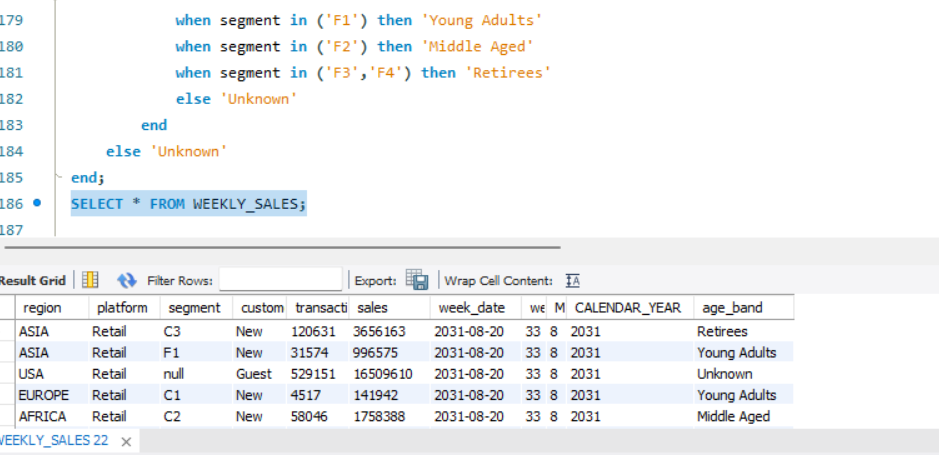 179 when segment in ('F1') then 'Young Adults'
180 when segment in ('F2') then 'Middle Aged'
181 when segment in ('F3','F4') then 'Retirees'
182 else 'Unknown'
183 end
184 else 'Unknown'
185 end;
186 SELECT * FROM WEEKLY_SALES;
187
Result Grid Filter Rows: Export: Wrap Cell Content:
region platform segment custom transacti sales week_date we M CALENDAR_YEAR age_band
ASIA Retail C3 New 120631 3656163 2031-08-20 33 8 2031 Retirees
ASIA Retail F1 New 31574 996575 2031-08-20 33 8 2031 Young Adults
USA Retail null Guest 529151 16509610 2031-08-20 33 8 2031 Unknown
EUROPE Retail C1 New 4517 141942 2031-08-20 33 8 2031 Young Adults
AFRICA Retail C2 New 58046 1758388 2031-08-20 33 8 2031 Middle Aged
WEEKLY_SALES 22